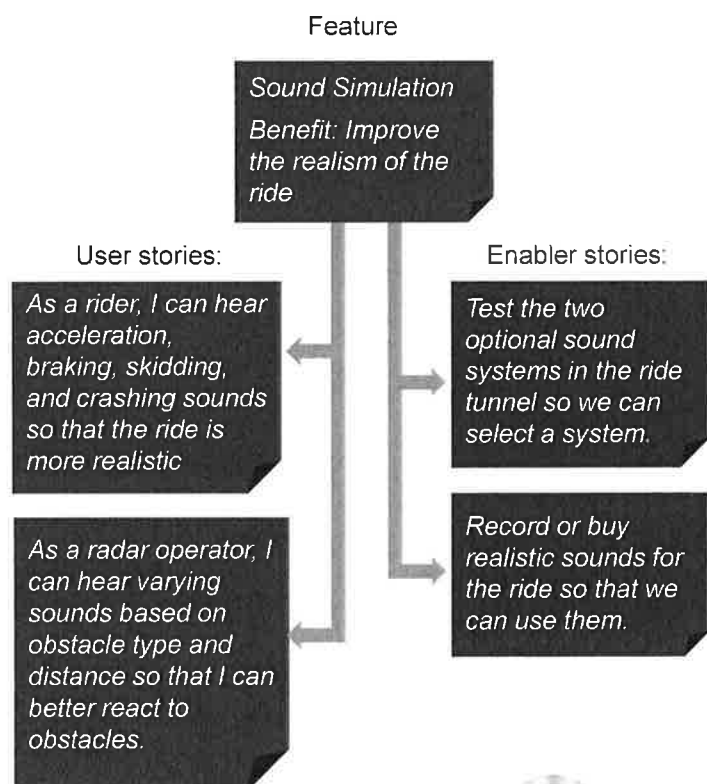 Feature
Sound Simulation
Benefit: Improve
the realism of the
ride
User stories:
As a rider, I can hear
acceleration,
braking, skidding,
and crashing sounds
so that the ride is
more realistic
As a radar operator, I
can hear varying
sounds based on
obstacle type and
distance so that I can
better react to
obstacles.
Enabler stories:
Test the two
optional sound
systems in the ride
tunnel so we can
select a system.
Record or buy
realistic sounds for
the ride so that we
can use them.